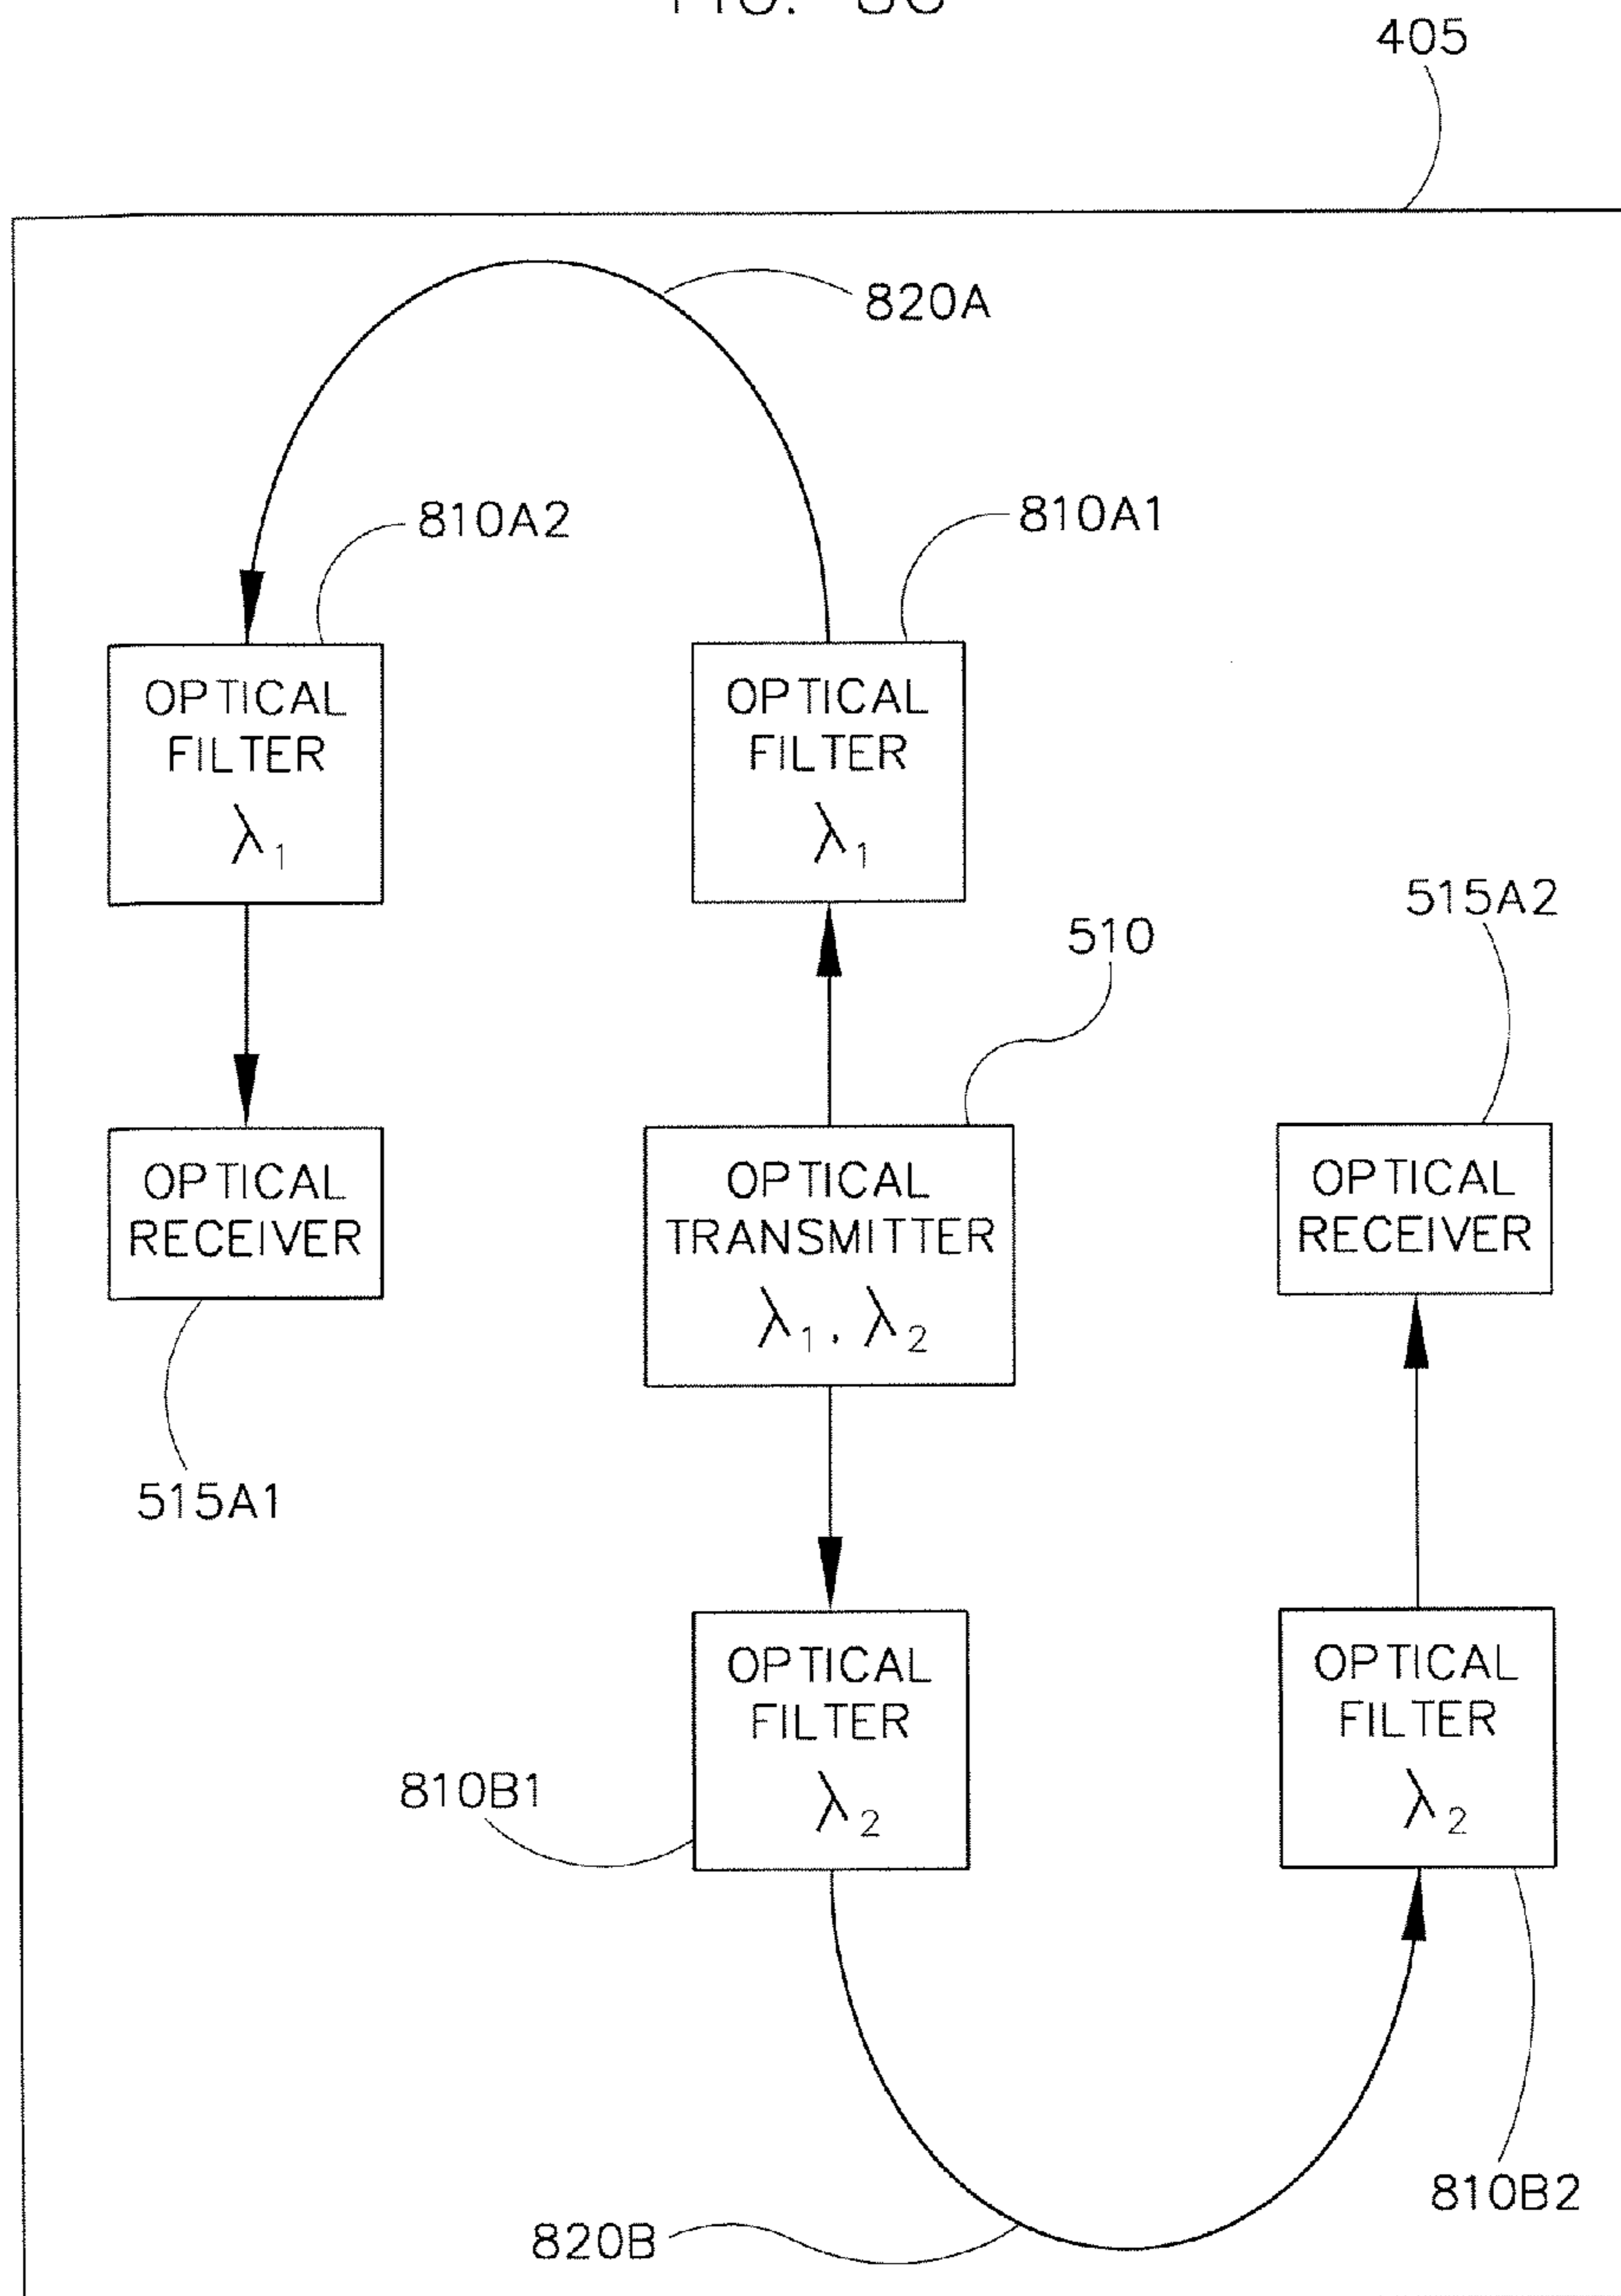 405
820A
810A2
810A1
OPTICAL
FILTER
λ₁
OPTICAL
FILTER
λ₁
515A2
510
OPTICAL
RECEIVER
OPTICAL
TRANSMITTER
λ₁, λ₂
OPTICAL
RECEIVER
515A1
OPTICAL
FILTER
λ₂
OPTICAL
FILTER
λ₂
810B1
810B2
820B